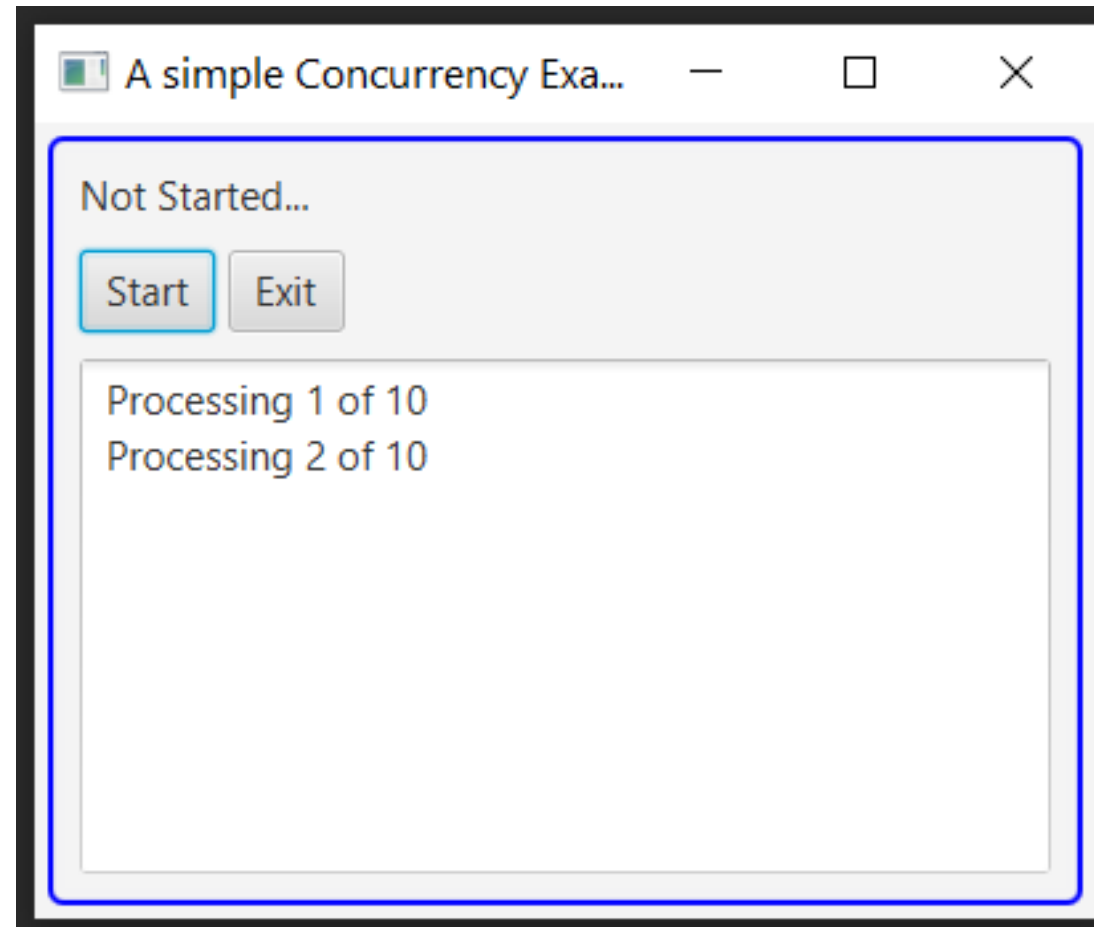 A simple Concurrency Exa...
Not Started...
Start Exit
Processing 1 of 10
Processing 2 of 10